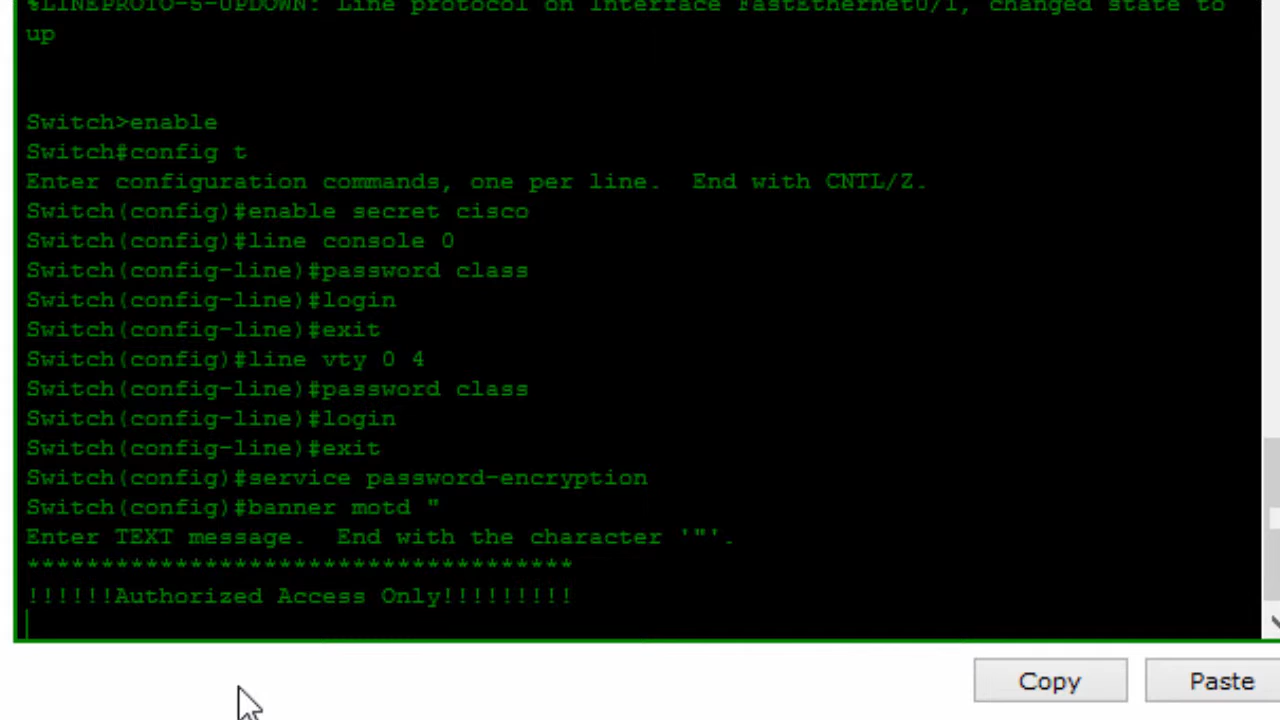 %LINEPROTO-5-UPDOWN: Line protocol on Interface FastEthernet0/1, changed state to
up
Switch>enable
Switch#config t
Enter configuration commands, one per line.  End with CNTL/Z.
Switch(config)#enable secret cisco
Switch(config)#line console 0
Switch(config-line)#password class
Switch(config-line)#login
Switch(config-line)#exit
Switch(config)#line vty 0 4
Switch(config-line)#password class
Switch(config-line)#login
Switch(config-line)#exit
Switch(config)#service password-encryption
Switch(config)#banner motd "
Enter TEXT message.  End with the character '"'.
*************************************
!!!!!!Authorized Access Only!!!!!!!!!
Copy Paste